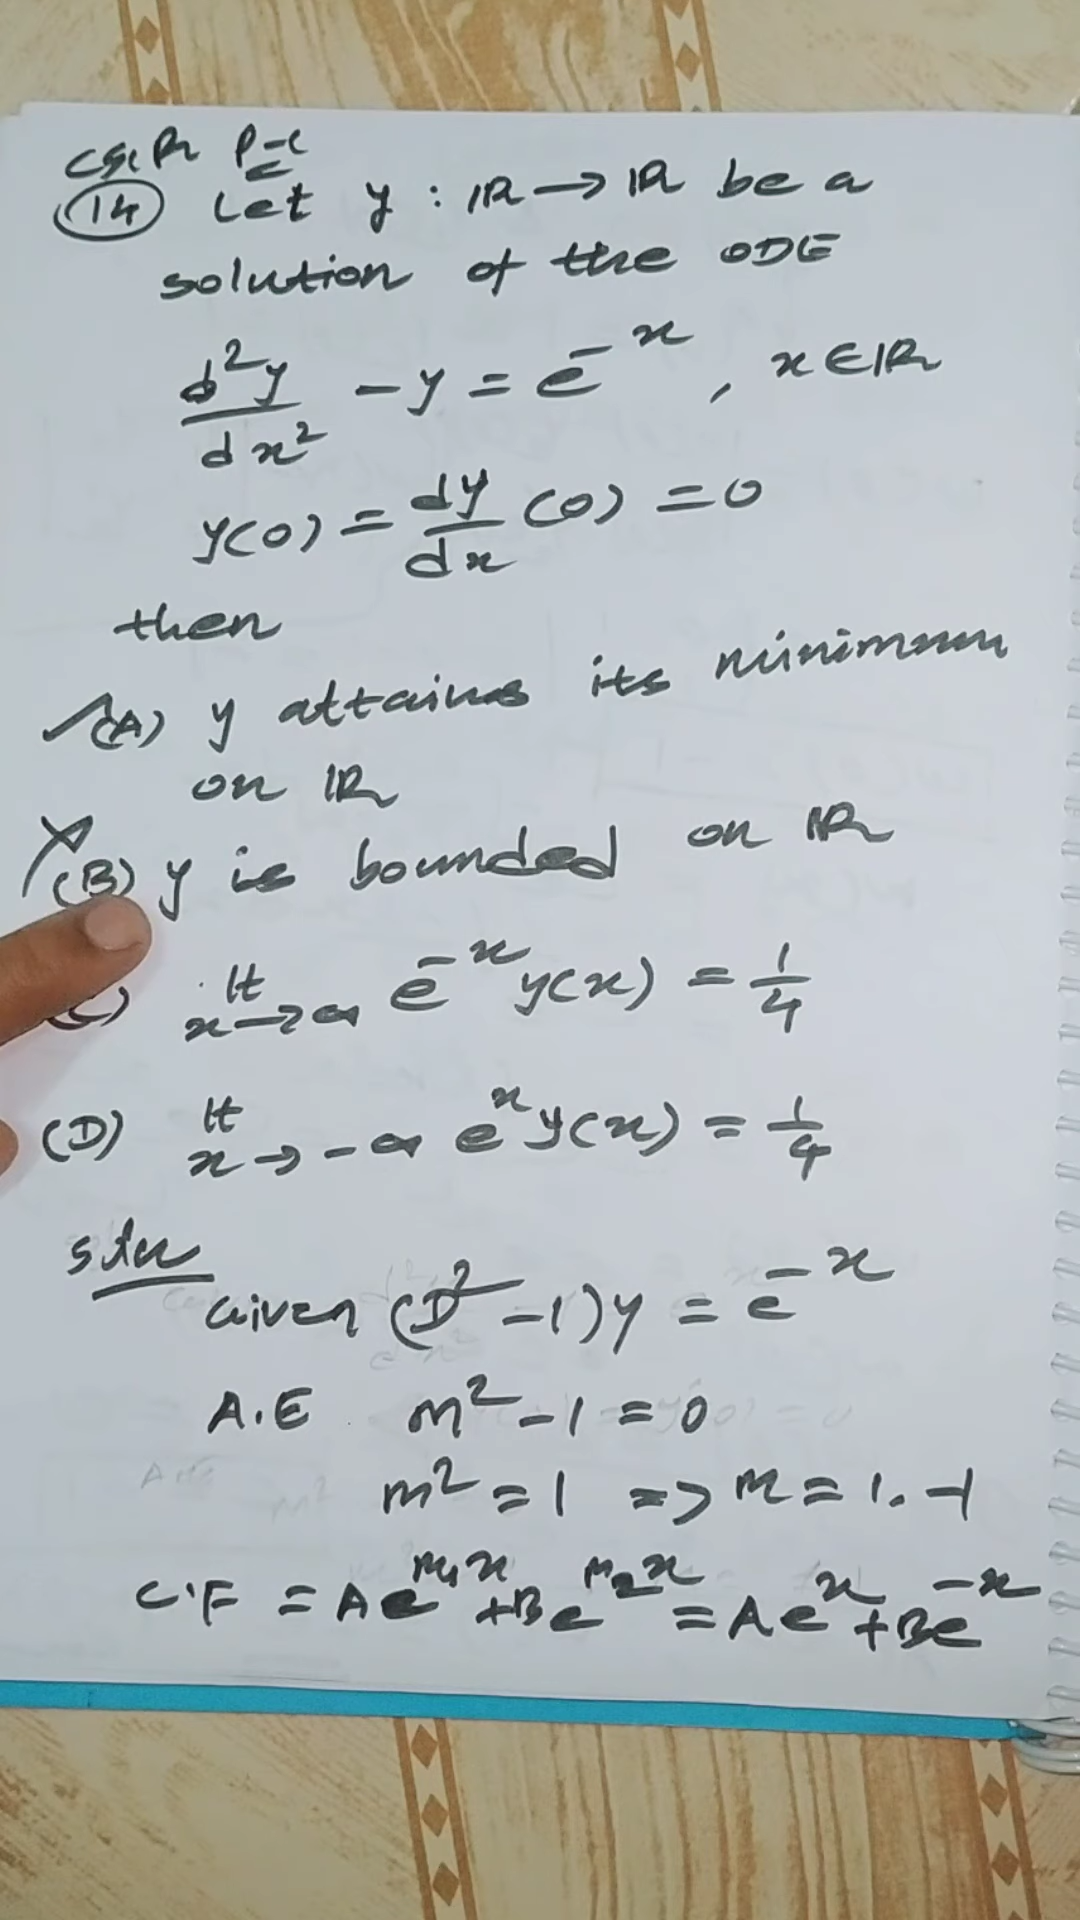 CSIR P-C
(14) Let y : ℝ → ℝ be a
solution of the ODE
d²y/dx² - y = e^-x, x ∈ ℝ
y(0) = dy/dx (0) = 0
then
(A) y attains its minimum
on ℝ
(B) y is bounded on ℝ
(C) lt x→∞ e^-x y(x) = 1/4
(D) lt x→-∞ e^x y(x) = 1/4
soln
Given (D² - 1)y = e^-x
A.E m² - 1 = 0
m² = 1 => m = 1, -1
C.F = Ae^m₁x + Be^m₂x = Ae^x + Be^-x